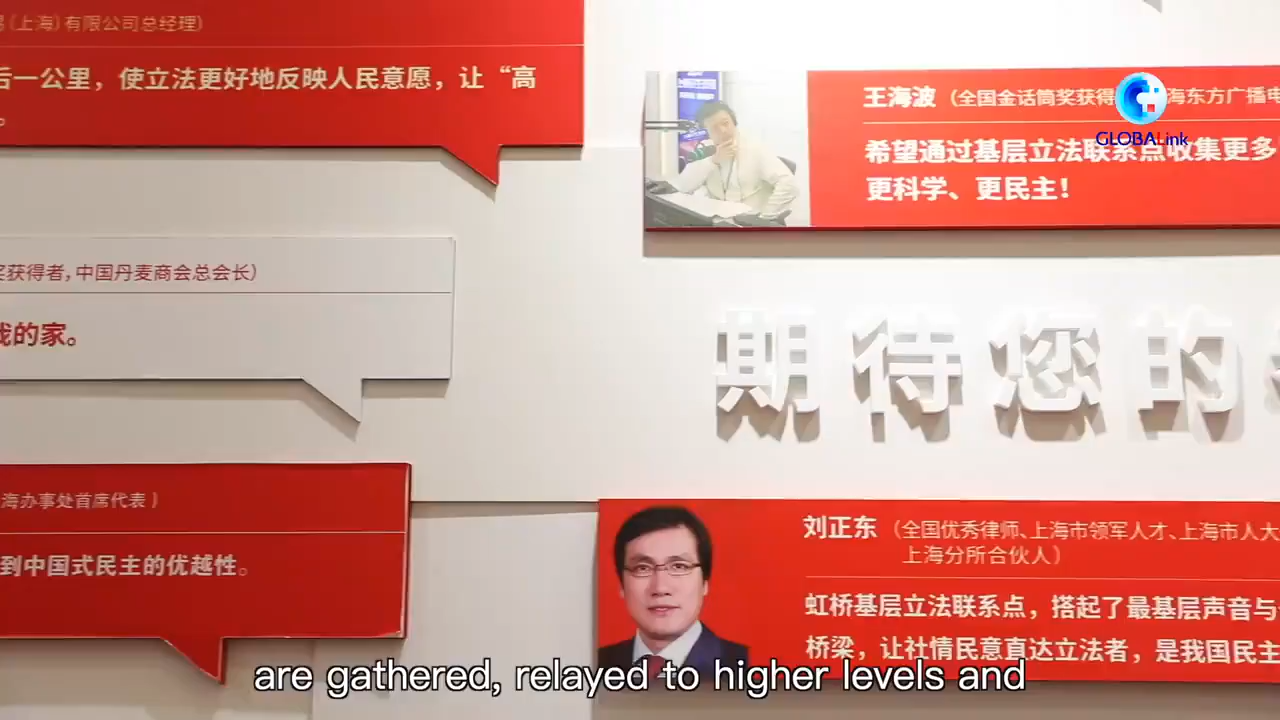 (上海)有限公司总经理)
后一公里，使立法更好地反映人民意愿，让“高
。
奖获得者，中国丹麦商会总会长)
我的家。
海办事处首席代表）
到中国式民主的优越性。
王海波（全国金话筒奖获得
海东方广播电
GLOBALink
希望通过基层立法联系点收集更多
更科学、更民主！
期待您的
刘正东（全国优秀律师、上海市领军人才、上海市人大
上海分所合伙人）
虹桥基层立法联系点，搭起了最基层声音与
桥梁，让社情民意直达立法者，是我国民主
are gathered, relayed to higher levels and